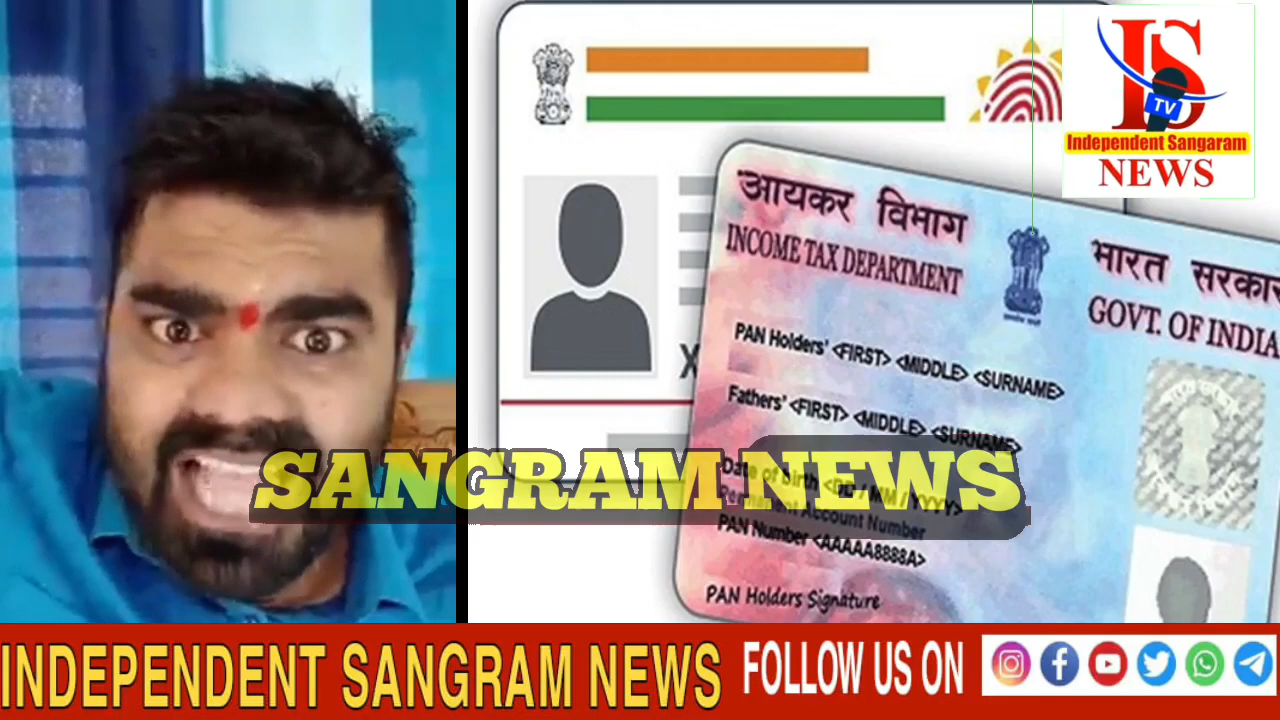 IS
TV
Independent Sangaram
NEWS
आयकर विभाग
INCOME TAX DEPARTMENT
भारत सरकार
GOVT. OF INDIA
PAN Holders' <FIRST> <MIDDLE> <SURNAME>
Fathers' <FIRST> <MIDDLE> <SURNAME>
Date of birth <DD / MM / YYYY>
Permanent Account Number
PAN Number <AAAAA8888A>
PAN Holders Signature
X
SANGRAM NEWS
INDEPENDENT SANGRAM NEWS FOLLOW US ON